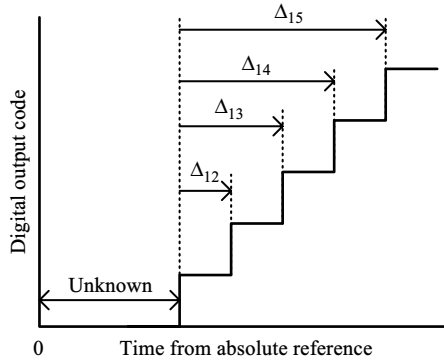 Δ15
Δ14
Δ13
Δ12
Digital output code
Unknown
0
Time from absolute reference